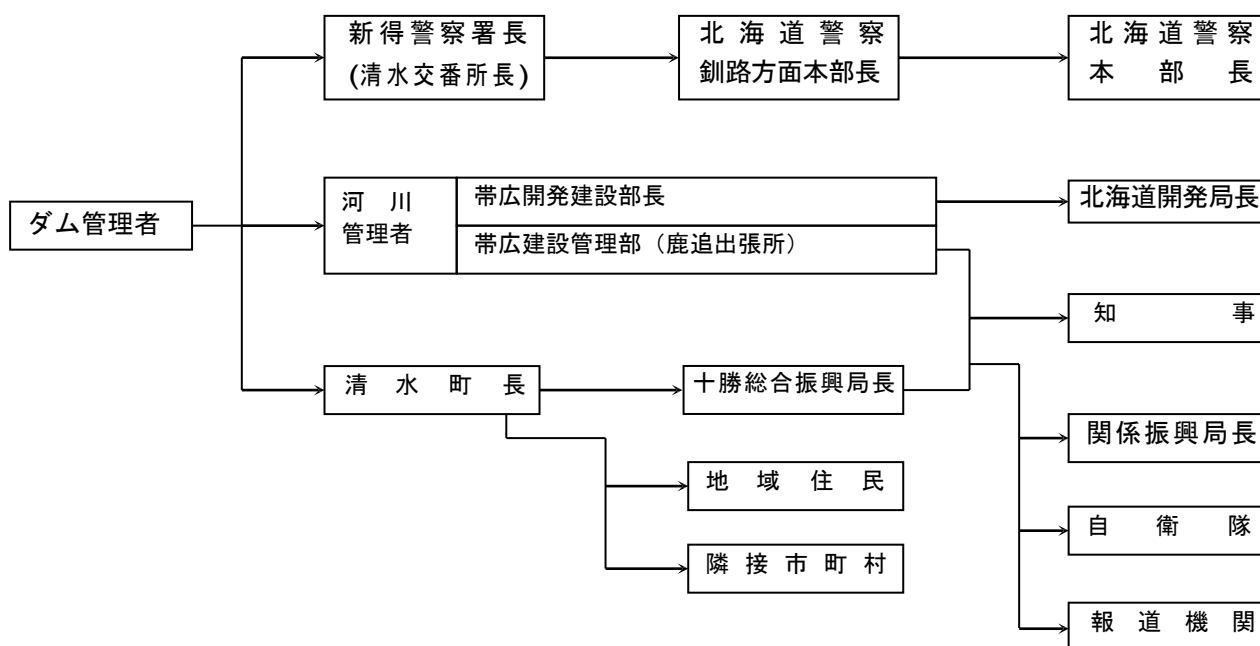 新得警察署長
(清水交番所長)
北海道警察
釧路方面本部長
北海道警察
本部長
ダム管理者
河川
管理者
帯広開発建設部長
帯広建設管理部（鹿追出張所）
北海道開発局長
知事
清水町長
十勝総合振興局長
関係振興局長
地域住民
自衛隊
隣接市町村
報道機関